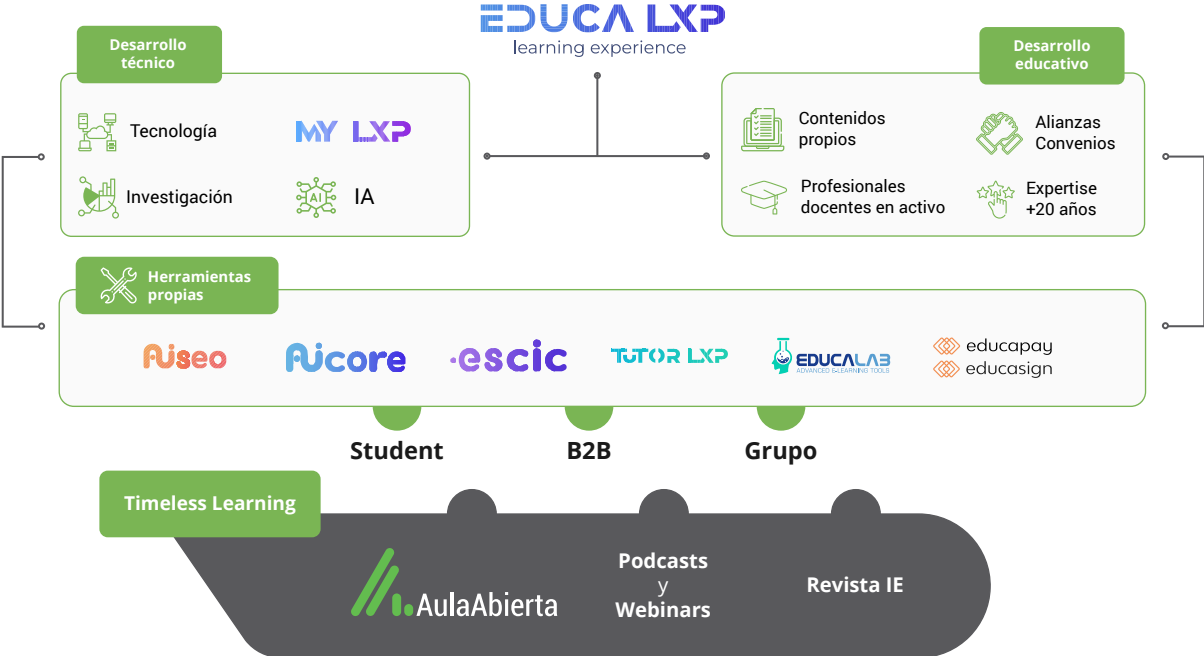 EDUCA LXP
learning experience
Desarrollo
técnico
Tecnología
MY LXP
Investigación
AI
IA
Desarrollo
educativo
Contenidos
propios
Alianzas
Convenios
Profesionales
docentes en activo
Expertise
+20 años
Herramientas
propias
Aiseo
Aicore
escic
TUTOR LXP
EDUCALAB
ADVANCED E-LEARNING TOOLS
educapay
educasign
Student
B2B
Grupo
Timeless Learning
AulaAbierta
Podcasts
y
Webinars
Revista IE